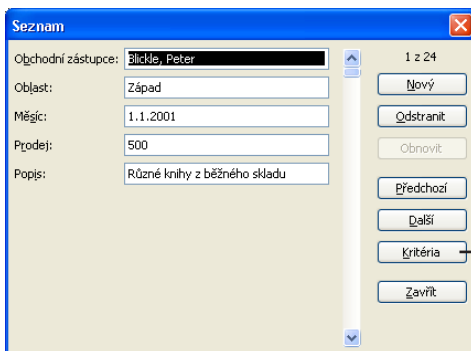 Seznam
Obchodní zástupce: Blickle, Peter
Oblast: Západ
Měsíc: 1.1.2001
Prodej: 500
Popis: Různé knihy z běžného skladu
1 z 24
Nový
Odstranit
Obnovit
Předchozí
Další
Kritéria
Zavřít